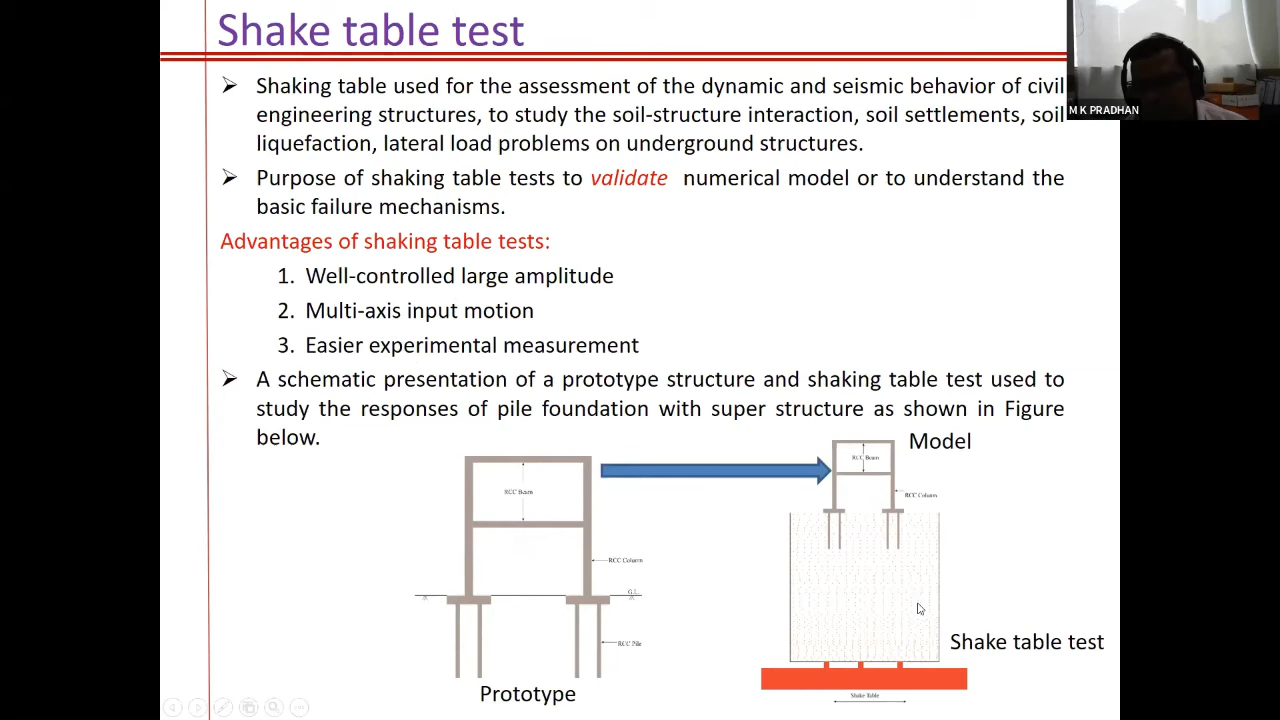 Shake table test
M K PRADHAN
➢ Shaking table used for the assessment of the dynamic and seismic behavior of civil
engineering structures, to study the soil-structure interaction, soil settlements, soil
liquefaction, lateral load problems on underground structures.
➢ Purpose of shaking table tests to validate numerical model or to understand the
basic failure mechanisms.
Advantages of shaking table tests:
1. Well-controlled large amplitude
2. Multi-axis input motion
3. Easier experimental measurement
➢ A schematic presentation of a prototype structure and shaking table test used to
study the responses of pile foundation with super structure as shown in Figure
below.
RCC Beam
RCC Column
G.L.
RCC Pile
Prototype
Model
RCC Beam
RCC Column
Shake table test
Shake Table